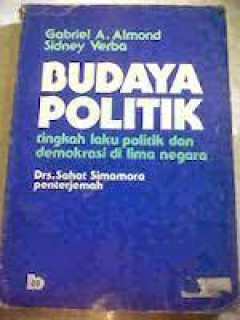 Gabriel A. Almond
Sidney Verba
BUDAYA
POLITIK
tingkah laku politik dan
demokrasi di lima negara
Drs. Sahat Simamora
penterjemah